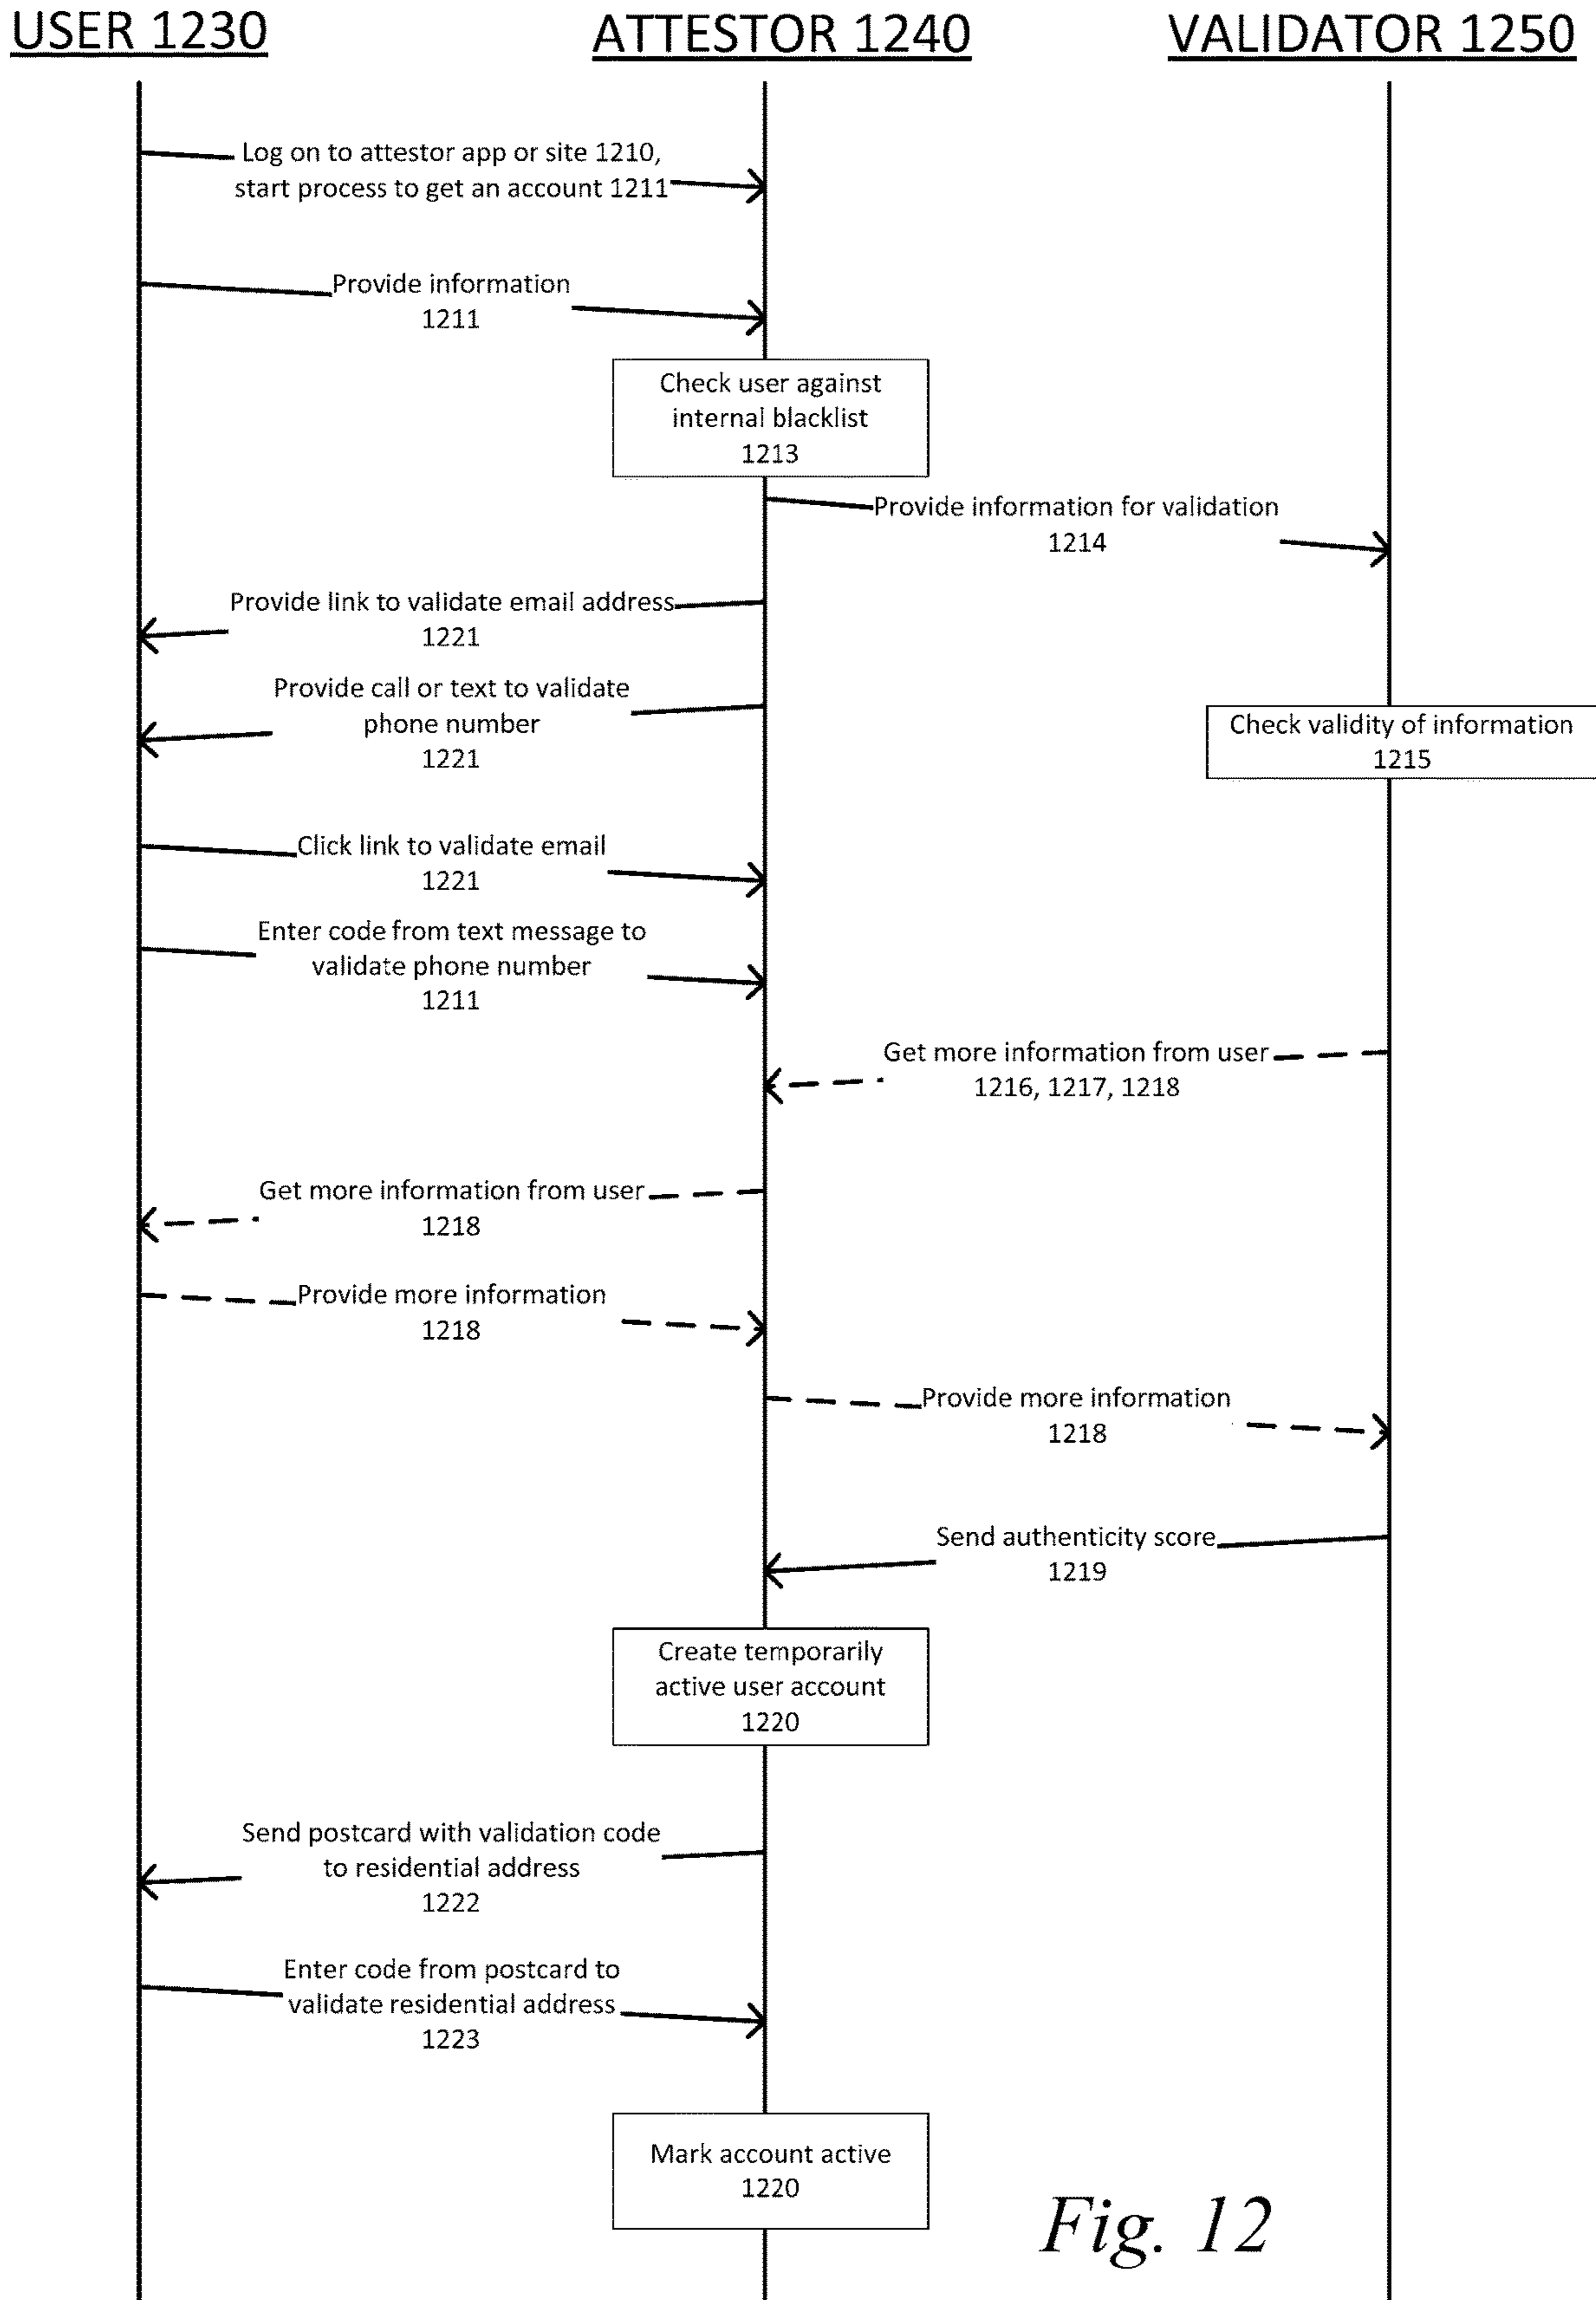 USER 1230
ATTESTOR 1240
VALIDATOR 1250
Log on to attestor app or site 1210,
start process to get an account 1211
Provide information
1211
Check user against
internal blacklist
1213
Provide information for validation
1214
Provide link to validate email address
1221
Provide call or text to validate
phone number
1221
Check validity of information
1215
Click link to validate email
1221
Enter code from text message to
validate phone number
1211
Get more information from user
1216, 1217, 1218
Get more information from user
1218
Provide more information
1218
Provide more information
1218
Send authenticity score
1219
Create temporarily
active user account
1220
Send postcard with validation code
to residential address
1222
Enter code from postcard to
validate residential address
1223
Mark account active
1220
Fig. 12